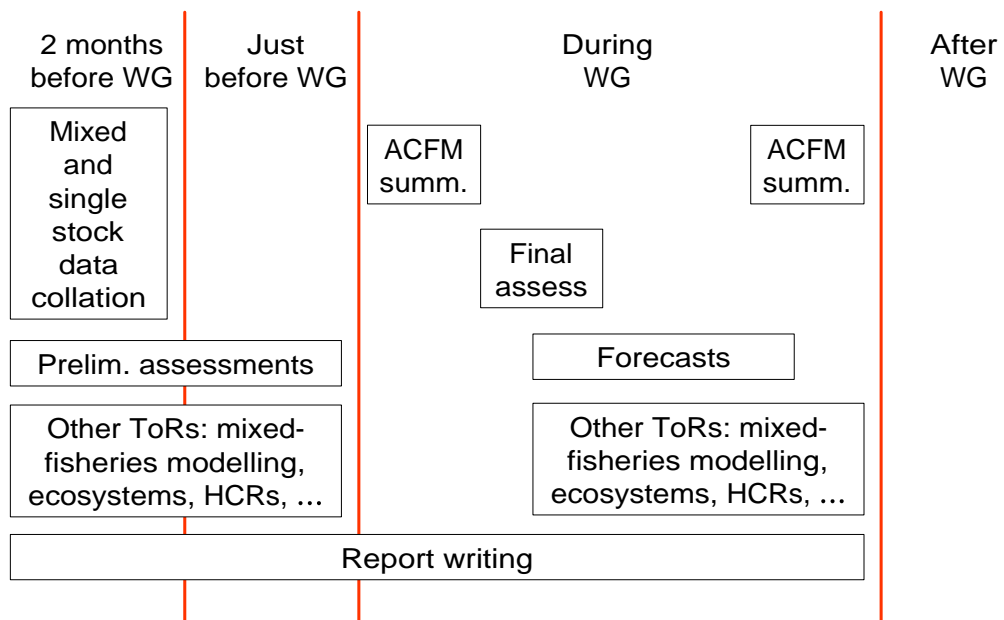 2 months
before WG
Just
before WG
During
WG
After
WG
Mixed
and
single
stock
data
collation
ACFM
summ.
ACFM
summ.
Final
assess
Prelim. assessments
Forecasts
Other ToRs: mixed-
fisheries modelling,
ecosystems, HCRs, …
Other ToRs: mixed-
fisheries modelling,
ecosystems, HCRs, …
Report writing